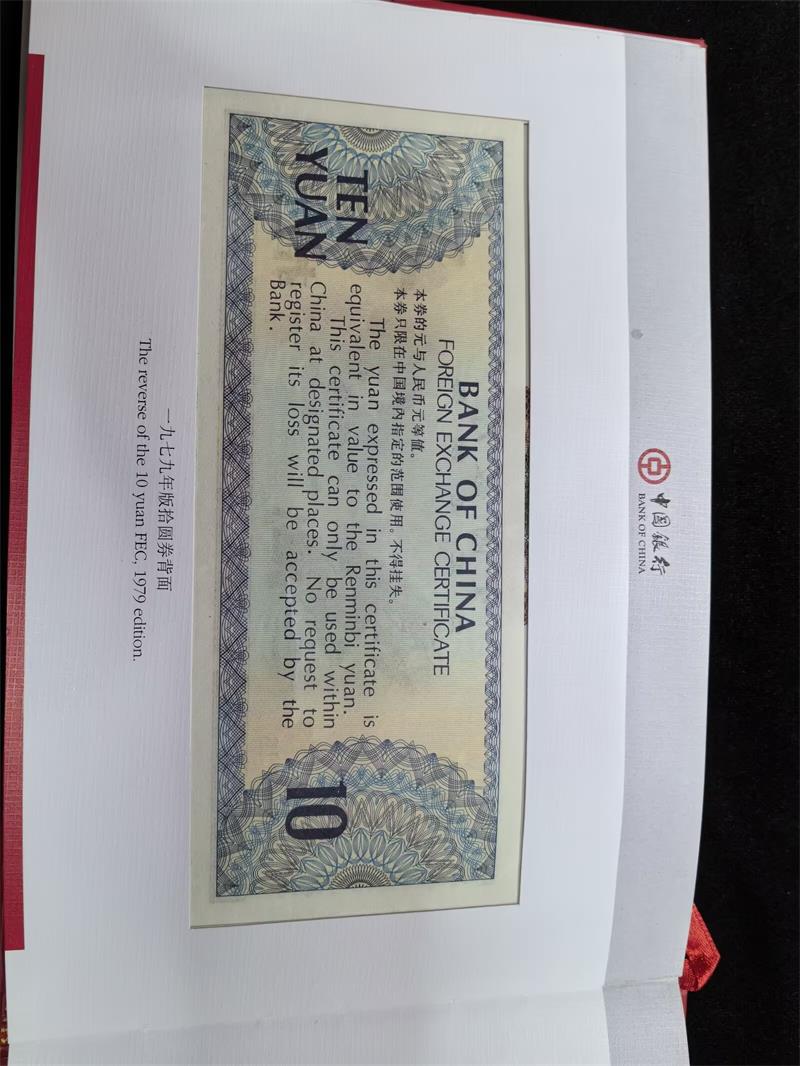 中国银行
BANK OF CHINA
BANK OF CHINA
FOREIGN EXCHANGE CERTIFICATE
本券的元与人民币元等值。
本券只限在中国境内指定的范围使用。不得挂失。
TEN
YUAN
The yuan expressed in this certificate is
equivalent in value to the Renminbi yuan.
This certificate can only be used within
China at designated places. No request to
register its loss will be accepted by the
Bank.
10
一九七九年版拾圆券背面
The reverse of the 10 yuan FEC, 1979 edition.